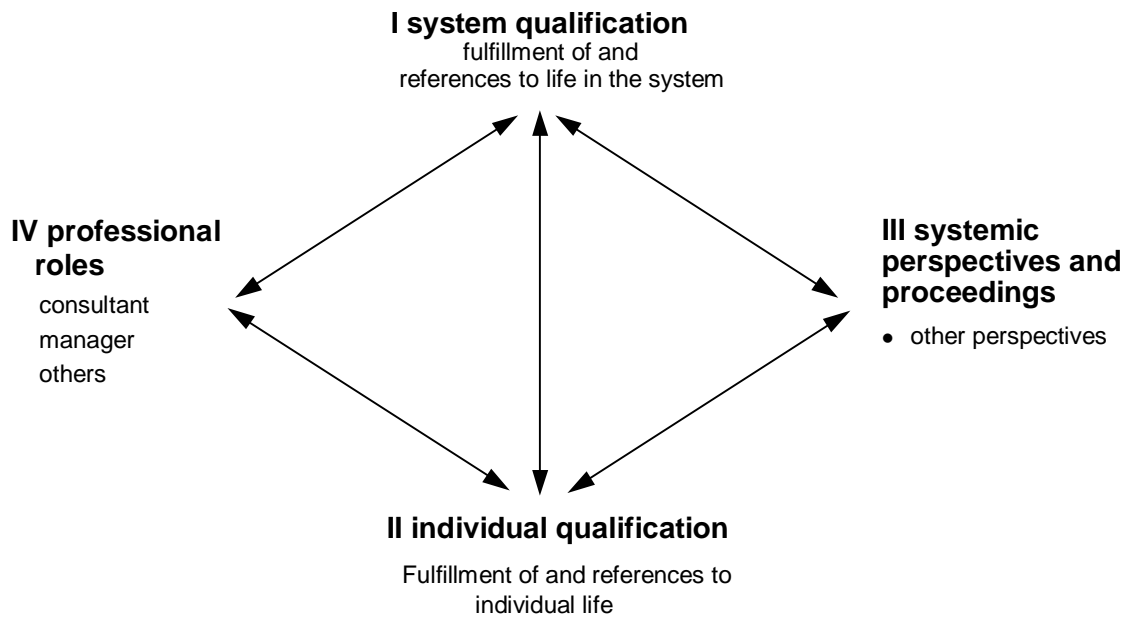 I system qualification
fulfillment of and
references to life in the system
IV professional
roles
consultant
manager
others
III systemic
perspectives and
proceedings
• other perspectives
II individual qualification
Fulfillment of and references to
individual life